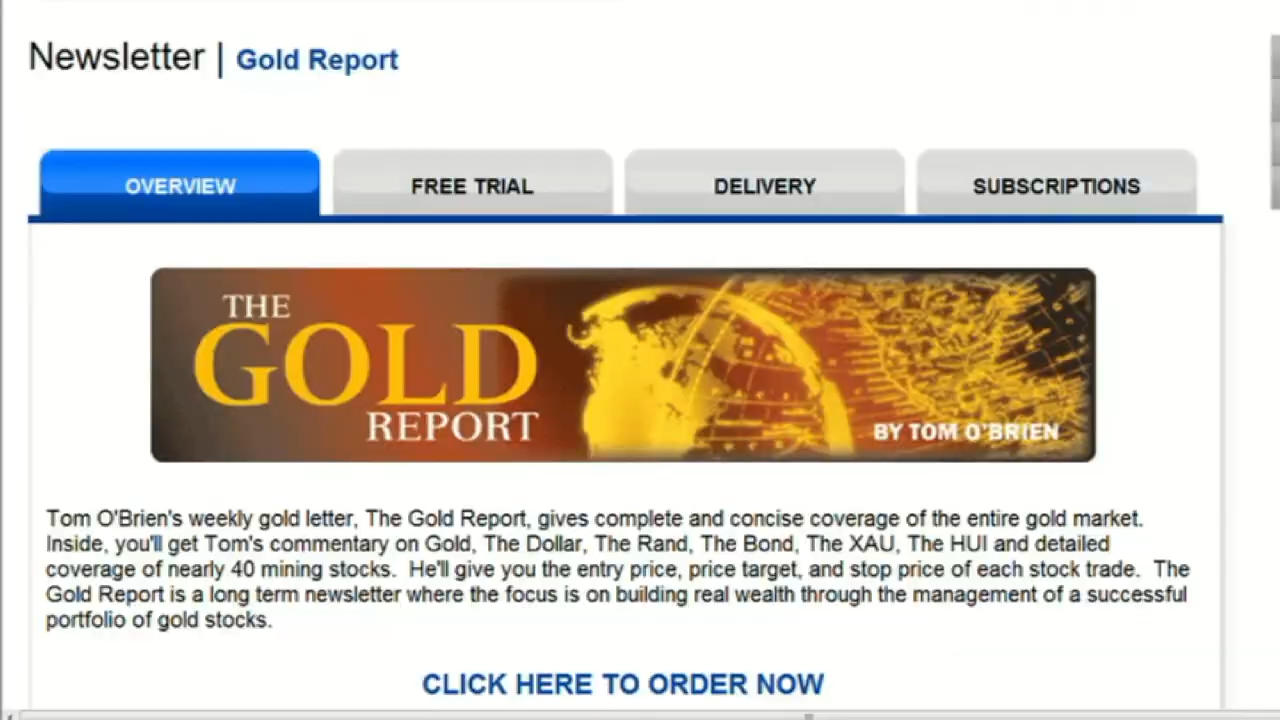 Newsletter | Gold Report
OVERVIEW
FREE TRIAL
DELIVERY
SUBSCRIPTIONS
THE
GOLD
REPORT
BY TOM O'BRIEN
Tom O'Brien's weekly gold letter, The Gold Report, gives complete and concise coverage of the entire gold market.
Inside, you'll get Tom's commentary on Gold, The Dollar, The Rand, The Bond, The XAU, The HUI and detailed
coverage of nearly 40 mining stocks.  He'll give you the entry price, price target, and stop price of each stock trade.  The
Gold Report is a long term newsletter where the focus is on building real wealth through the management of a successful
portfolio of gold stocks.
CLICK HERE TO ORDER NOW